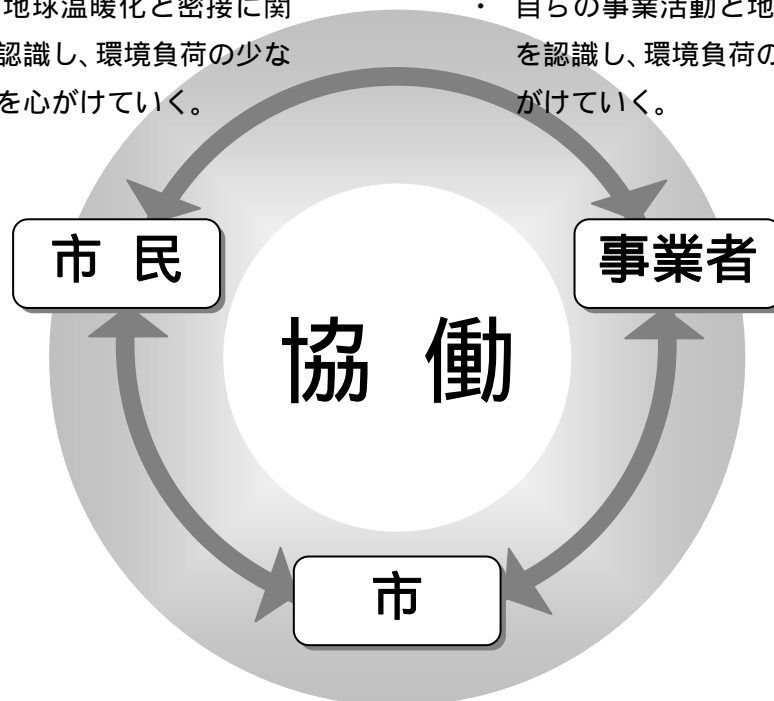 地球温暖化と密接に関
認識し、環境負荷の少な
を心がけていく。
・ 自らの事業活動と地
を認識し、環境負荷の
がけていく。
市 民
事業者
協 働
市